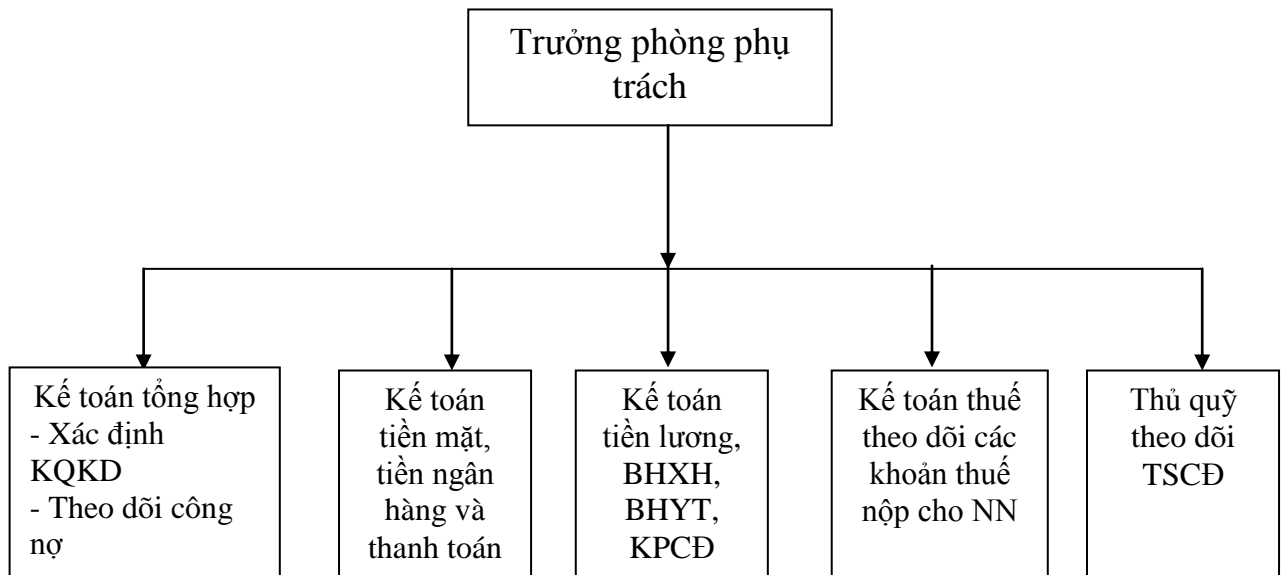 Trưởng phòng phụ
trách
Kế toán tổng hợp
- Xác định
KQKD
- Theo dõi công
nợ
Kế toán
tiền mặt,
tiền ngân
hàng và
thanh toán
Kế toán
tiền lương,
BHXH,
BHYT,
KPCĐ
Kế toán thuế
theo dõi các
khoản thuế
nộp cho NN
Thủ quỹ
theo dõi
TSCĐ